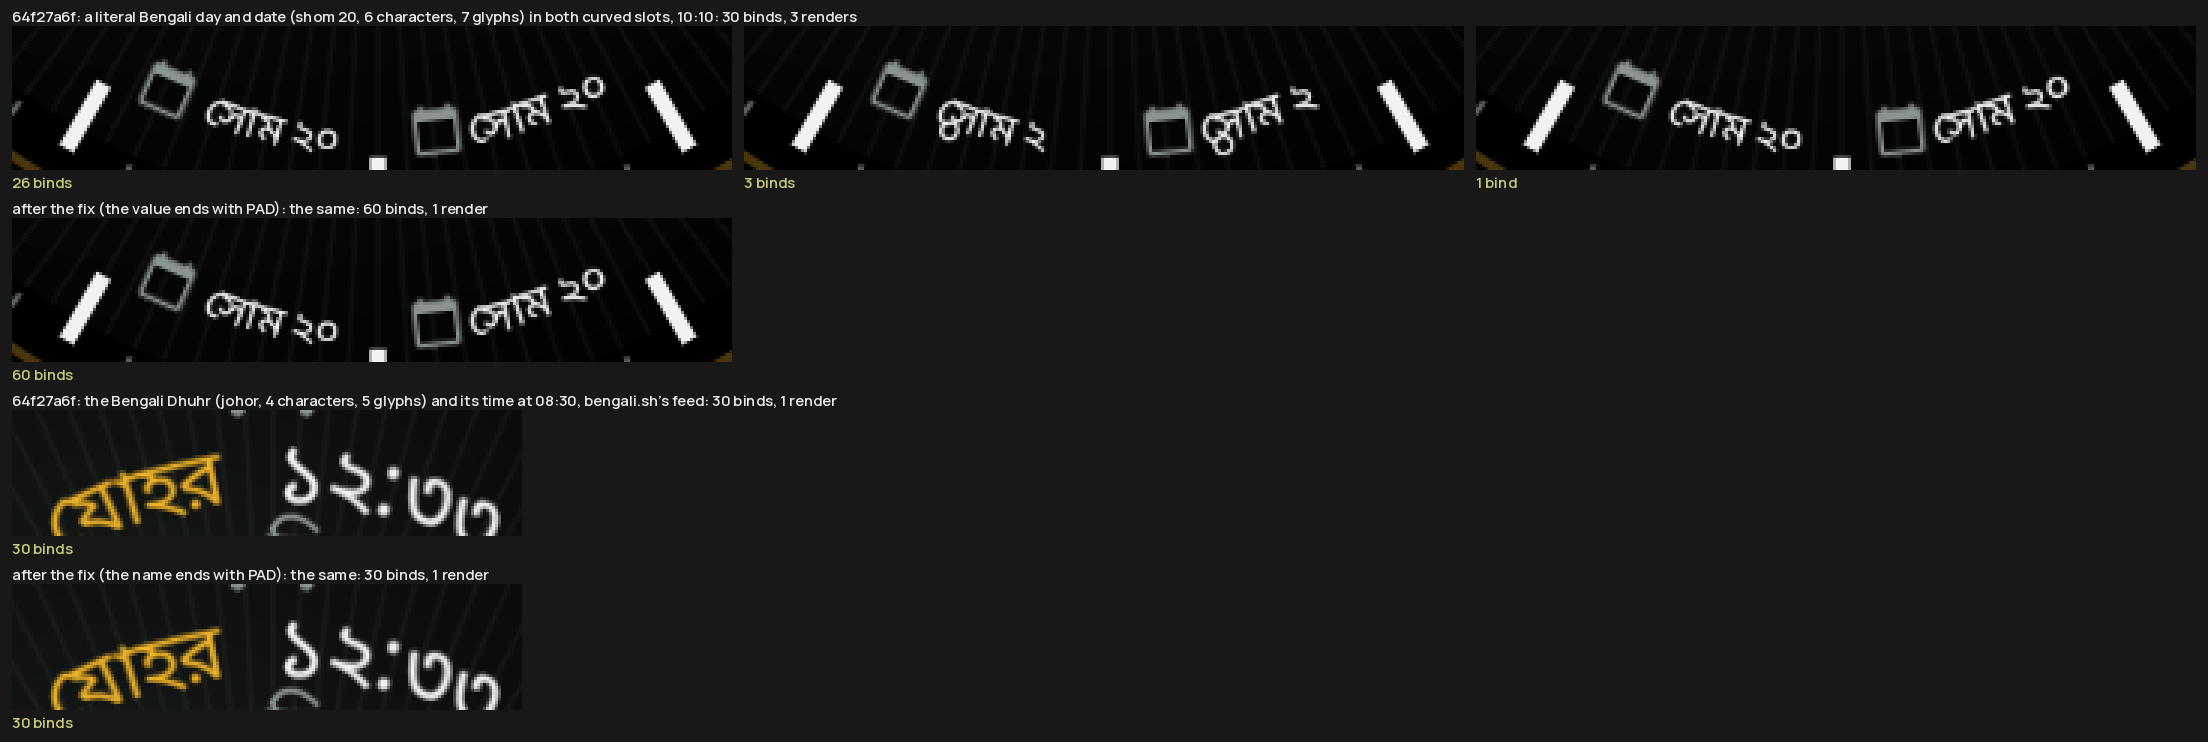 64f27a6f: a literal Bengali day and date (shom 20, 6 characters, 7 glyphs) in both curved slots, 10:10: 30 binds, 3 renders
সোম ২০ সোম ২০
সোম ২ সোম ২
সোম ২০ সোম ২০
26 binds
3 binds
1 bind
after the fix (the value ends with PAD): the same: 60 binds, 1 render
সোম ২০ সোম ২০
60 binds
64f27a6f: the Bengali Dhuhr (johor, 4 characters, 5 glyphs) and its time at 08:30, bengali.sh's feed: 30 binds, 1 render
যোহর ১২:৩৩
30 binds
after the fix (the name ends with PAD): the same: 30 binds, 1 render
যোহর ১২:৩৩
30 binds